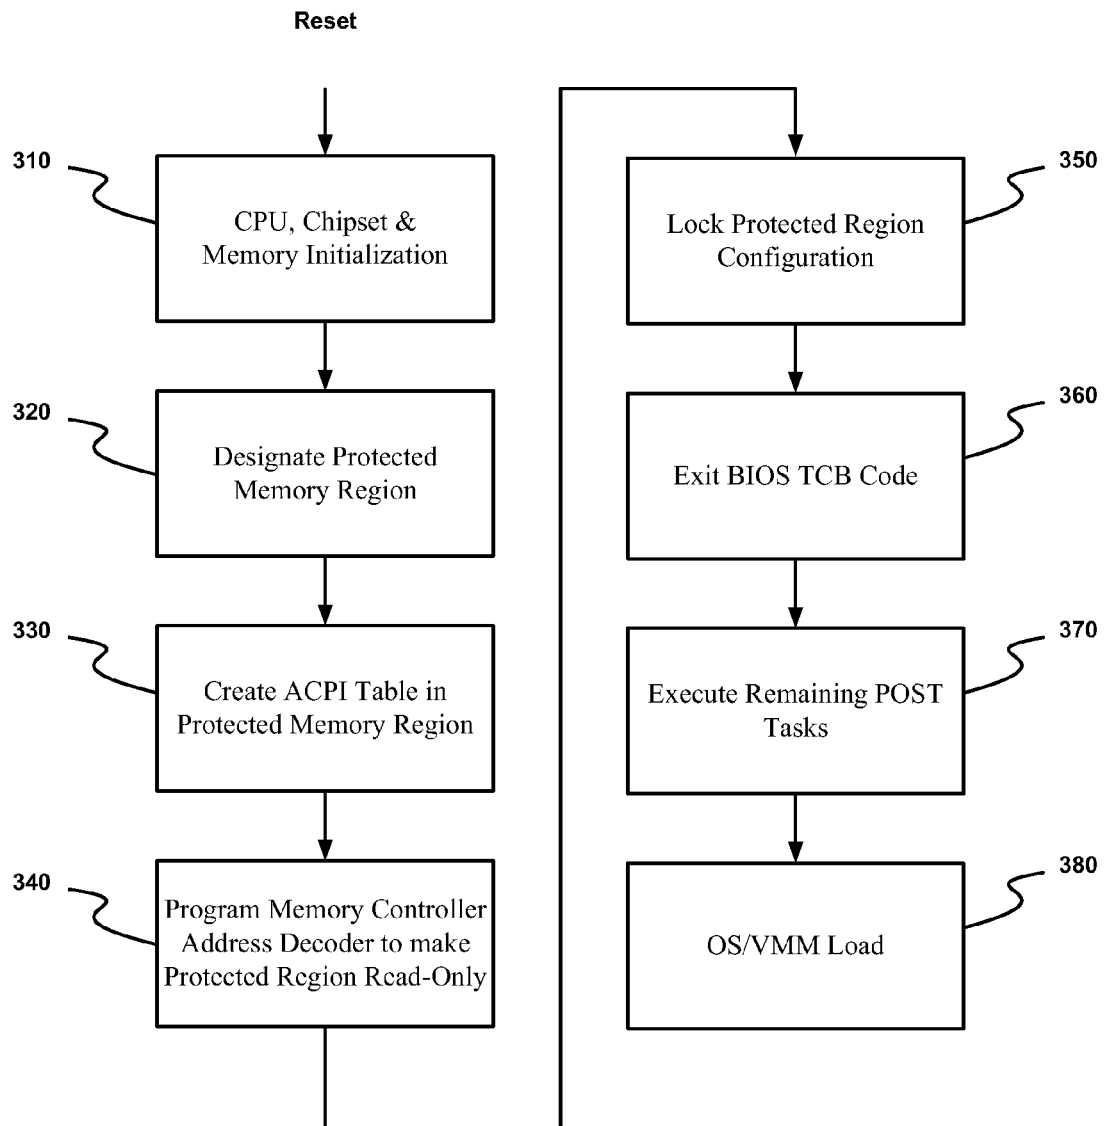 Reset
310
CPU, Chipset &
Memory Initialization
320
Designate Protected
Memory Region
330
Create ACPI Table in
Protected Memory Region
340
Program Memory Controller
Address Decoder to make
Protected Region Read-Only
350
Lock Protected Region
Configuration
360
Exit BIOS TCB Code
370
Execute Remaining POST
Tasks
380
OS/VMM Load